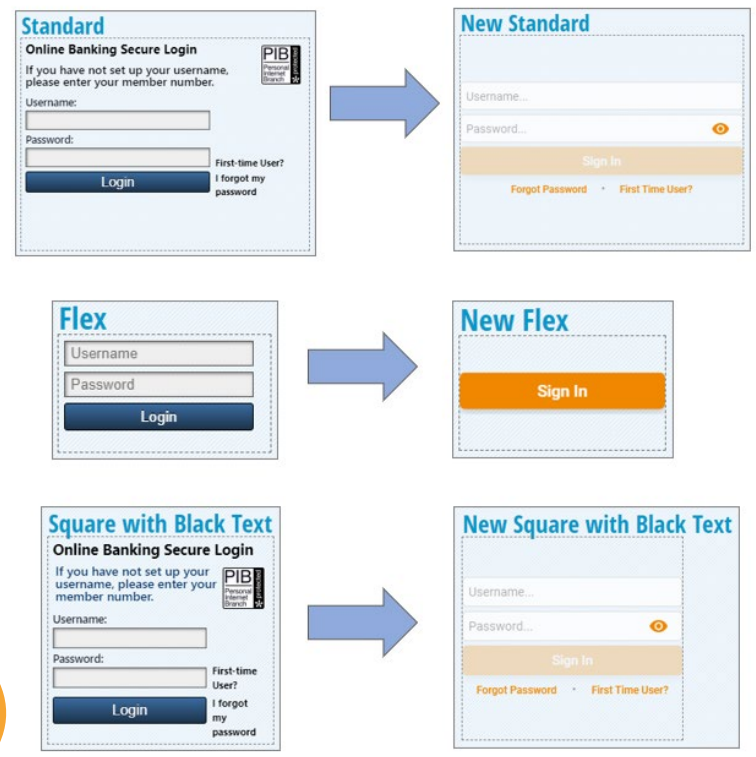 Standard
Online Banking Secure Login
If you have not set up your username,
please enter your member number.
PIB
Personal
Internet
Branch
protected
Username:
Password:
First-time User?
Login
I forgot my
password
New Standard
Username...
Password...
Sign In
Forgot Password • First Time User?
Flex
Username
Password
Login
New Flex
Sign In
Square with Black Text
Online Banking Secure Login
If you have not set up your
username, please enter your
member number.
PIB
Personal
Internet
Branch
protected
Username:
Password:
First-time
User?
Login
I forgot
my
password
New Square with Black Text
Username...
Password...
Sign In
Forgot Password • First Time User?